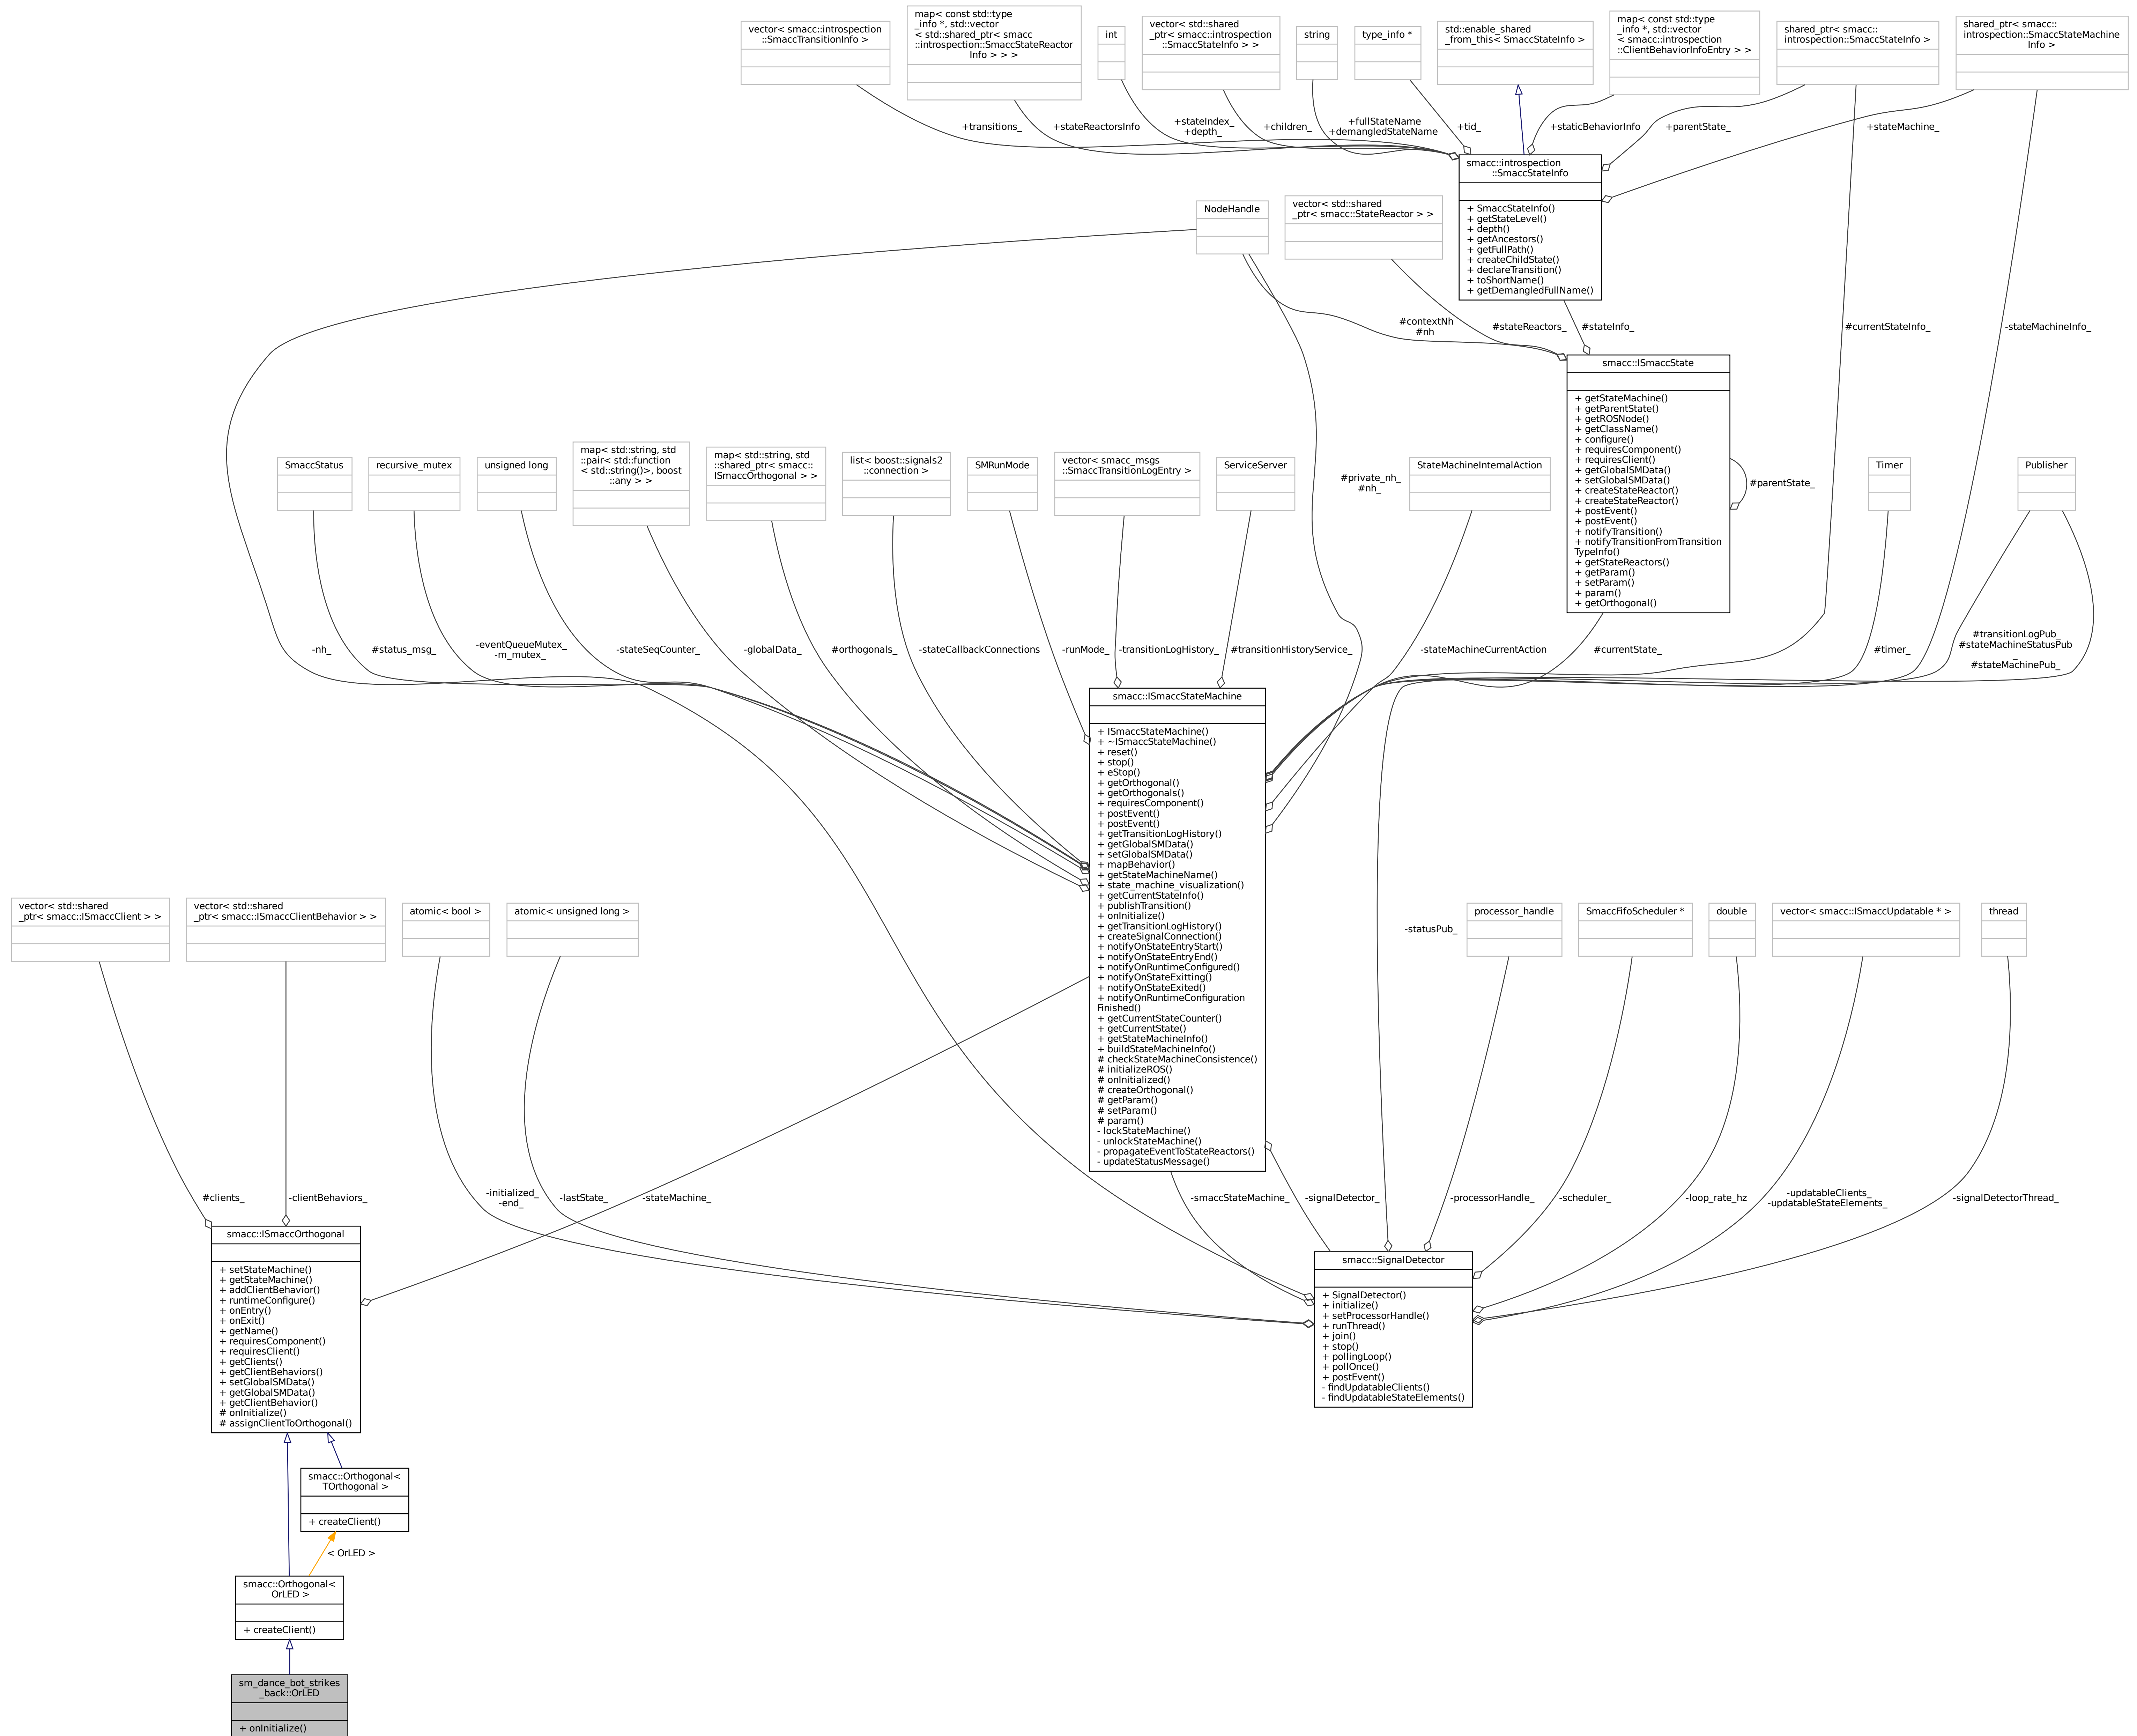 vector< smacc::introspection
::SmaccTransitionInfo >
map< const std::type
_info *, std::vector
< std::shared_ptr< smacc
::introspection::SmaccStateReactor
Info > > >
int
vector< std::shared
_ptr< smacc::introspection
::SmaccStateInfo > >
string
type_info *
std::enable_shared
_from_this< SmaccStateInfo >
map< const std::type
_info *, std::vector
< smacc::introspection
::ClientBehaviorInfoEntry > >
shared_ptr< smacc::
introspection::SmaccStateInfo >
shared_ptr< smacc::
introspection::SmaccStateMachine
Info >
+transitions_
+stateReactorsInfo
+stateIndex_
+depth_
+children_
+fullStateName
+demangledStateName
+tid_
+staticBehaviorInfo
+parentState_
+stateMachine_
smacc::introspection
::SmaccStateInfo
+ SmaccStateInfo()
+ getStateLevel()
+ depth()
+ getAncestors()
+ getFullPath()
+ createChildState()
+ declareTransition()
+ toShortName()
+ getDemangledFullName()
NodeHandle
vector< std::shared
_ptr< smacc::StateReactor > >
#contextNh
#nh
#stateReactors_
#stateInfo_
#currentStateInfo_
-stateMachineInfo_
smacc::ISmaccState
+ getStateMachine()
+ getParentState()
+ getROSNode()
+ getClassName()
+ configure()
+ requiresComponent()
+ requiresClient()
+ getGlobalSMData()
+ setGlobalSMData()
+ createStateReactor()
+ createStateReactor()
+ postEvent()
+ postEvent()
+ notifyTransition()
+ notifyTransitionFromTransition
TypeInfo()
+ getStateReactors()
+ getParam()
+ setParam()
+ param()
+ getOrthogonal()
#parentState_
SmaccStatus
recursive_mutex
unsigned long
map< std::string, std
::pair< std::function
< std::string()>, boost
::any > >
map< std::string, std
::shared_ptr< smacc::
ISmaccOrthogonal > >
list< boost::signals2
::connection >
SMRunMode
vector< smacc_msgs
::SmaccTransitionLogEntry >
ServiceServer
#private_nh_
#nh_
StateMachineInternalAction
Timer
Publisher
-nh_
#status_msg_
-eventQueueMutex_
-m_mutex_
-stateSeqCounter_
-globalData_
#orthogonals_
-stateCallbackConnections
-runMode_
-transitionLogHistory_
#transitionHistoryService_
-stateMachineCurrentAction
#currentState_
#timer_
#transitionLogPub_
#stateMachineStatusPub
_
#stateMachinePub_
smacc::ISmaccStateMachine
+ ISmaccStateMachine()
+ ~ISmaccStateMachine()
+ reset()
+ stop()
+ eStop()
+ getOrthogonal()
+ getOrthogonals()
+ requiresComponent()
+ postEvent()
+ postEvent()
+ getTransitionLogHistory()
+ getGlobalSMData()
+ setGlobalSMData()
+ mapBehavior()
+ getStateMachineName()
+ state_machine_visualization()
+ getCurrentStateInfo()
+ publishTransition()
+ onInitialize()
+ getTransitionLogHistory()
+ createSignalConnection()
+ notifyOnStateEntryStart()
+ notifyOnStateEntryEnd()
+ notifyOnRuntimeConfigured()
+ notifyOnStateExitting()
+ notifyOnStateExited()
+ notifyOnRuntimeConfiguration
Finished()
+ getCurrentStateCounter()
+ getCurrentState()
+ getStateMachineInfo()
+ buildStateMachineInfo()
# checkStateMachineConsistence()
# initializeROS()
# onInitialized()
# createOrthogonal()
# getParam()
# setParam()
# param()
- lockStateMachine()
- unlockStateMachine()
- propagateEventToStateReactors()
- updateStatusMessage()
vector< std::shared
_ptr< smacc::ISmaccClient > >
vector< std::shared
_ptr< smacc::ISmaccClientBehavior > >
atomic< bool >
atomic< unsigned long >
-statusPub_
processor_handle
SmaccFifoScheduler *
double
vector< smacc::ISmaccUpdatable * >
thread
#clients_
-clientBehaviors_
-initialized_
-end_
-lastState_
-stateMachine_
-smaccStateMachine_
-signalDetector_
-processorHandle_
-scheduler_
-loop_rate_hz
-updatableClients_
-updatableStateElements_
-signalDetectorThread_
smacc::ISmaccOrthogonal
+ setStateMachine()
+ getStateMachine()
+ addClientBehavior()
+ runtimeConfigure()
+ onEntry()
+ onExit()
+ getName()
+ requiresComponent()
+ requiresClient()
+ getClients()
+ getClientBehaviors()
+ setGlobalSMData()
+ getGlobalSMData()
+ getClientBehavior()
# onInitialize()
# assignClientToOrthogonal()
smacc::SignalDetector
+ SignalDetector()
+ initialize()
+ setProcessorHandle()
+ runThread()
+ join()
+ stop()
+ pollingLoop()
+ pollOnce()
+ postEvent()
- findUpdatableClients()
- findUpdatableStateElements()
smacc::Orthogonal<
TOrthogonal >
+ createClient()
< OrLED >
smacc::Orthogonal<
OrLED >
+ createClient()
sm_dance_bot_strikes
_back::OrLED
+ onInitialize()